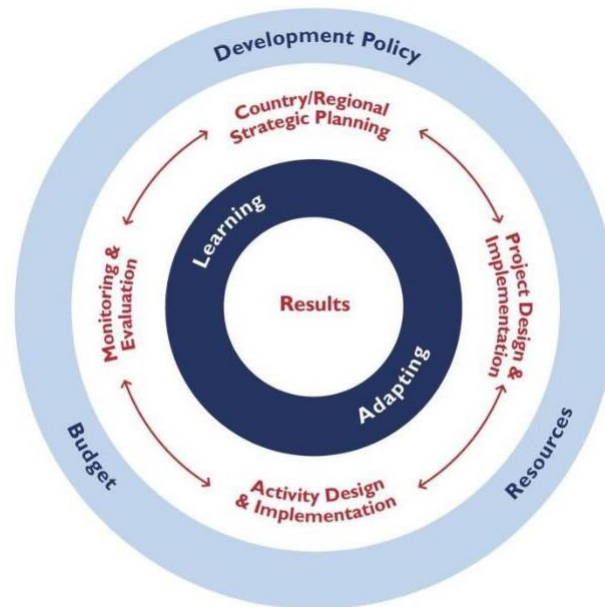 Development Policy
Country/Regional
Strategic Planning
Learning
Project Design &
Implementation
Monitoring &
Evaluation
Results
Adapting
Budget
Resources
Activity Design
& Implementation